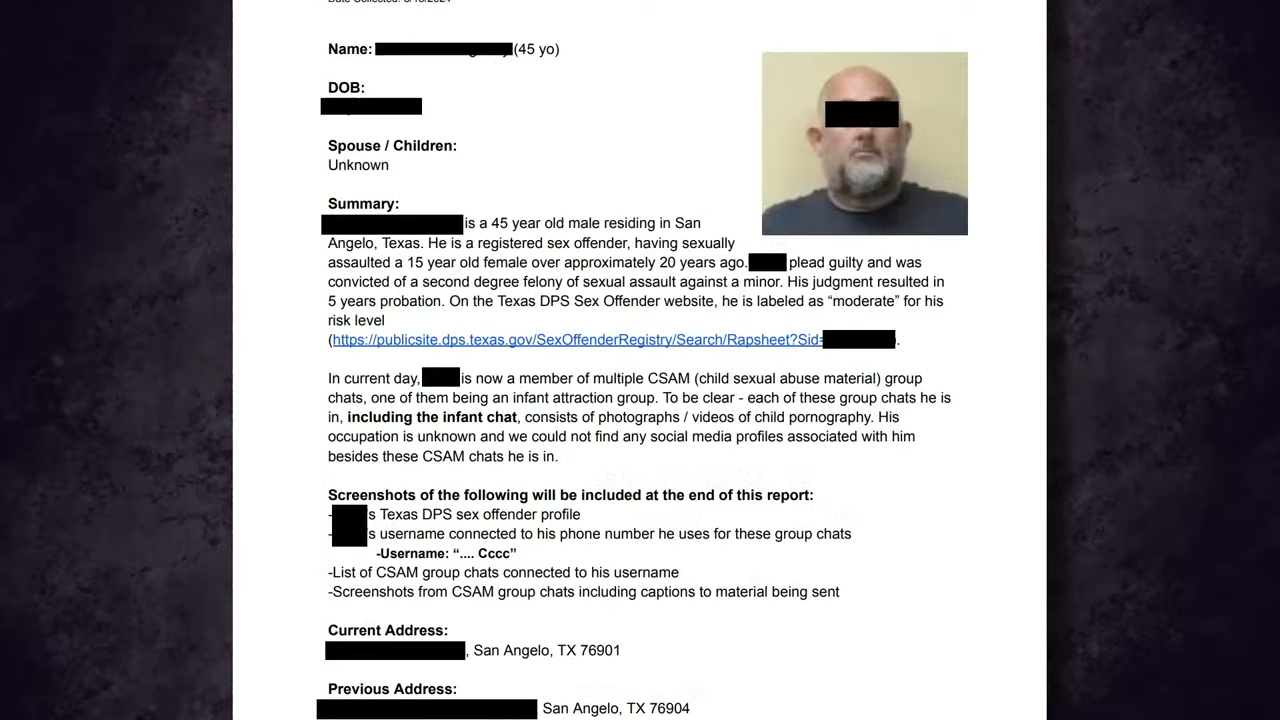 Name: (45 yo)
DOB:
Spouse / Children:
Unknown
Summary:
is a 45 year old male residing in San
Angelo, Texas. He is a registered sex offender, having sexually
assaulted a 15 year old female over approximately 20 years ago. plead guilty and was
convicted of a second degree felony of sexual assault against a minor. His judgment resulted in
5 years probation. On the Texas DPS Sex Offender website, he is labeled as “moderate” for his
risk level
(https://publicsite.dps.texas.gov/SexOffenderRegistry/Search/Rapsheet?Sid= .
In current day, is now a member of multiple CSAM (child sexual abuse material) group
chats, one of them being an infant attraction group. To be clear - each of these group chats he is
in, including the infant chat, consists of photographs / videos of child pornography. His
occupation is unknown and we could not find any social media profiles associated with him
besides these CSAM chats he is in.
Screenshots of the following will be included at the end of this report:
- s Texas DPS sex offender profile
- s username connected to his phone number he uses for these group chats
-Username: “.... Cccc”
-List of CSAM group chats connected to his username
-Screenshots from CSAM group chats including captions to material being sent
Current Address:
, San Angelo, TX 76901
Previous Address:
San Angelo, TX 76904